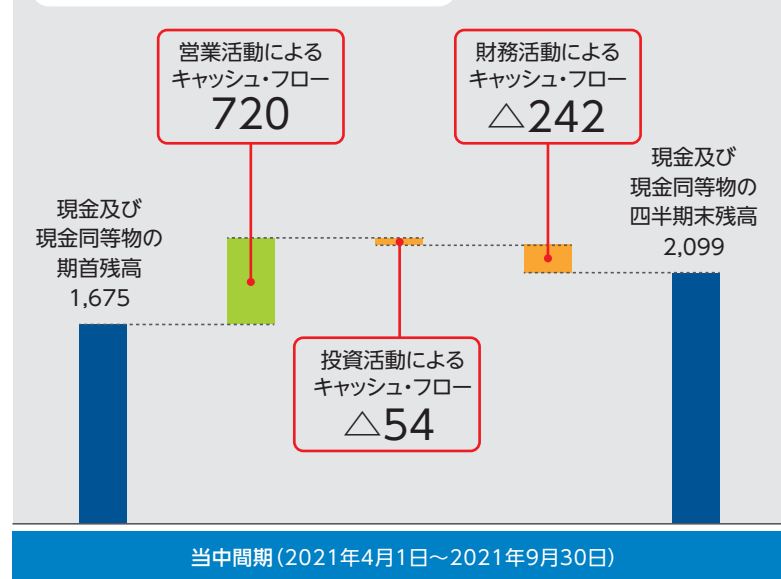 営業活動による
キャッシュ・フロー
720
財務活動による
キャッシュ・フロー
△242
現金及び
現金同等物の
四半期末残高
2,099
現金及び
現金同等物の
期首残高
1,675
投資活動による
キャッシュ・フロー
△54
当中間期(2021年4月1日～2021年9月30日)